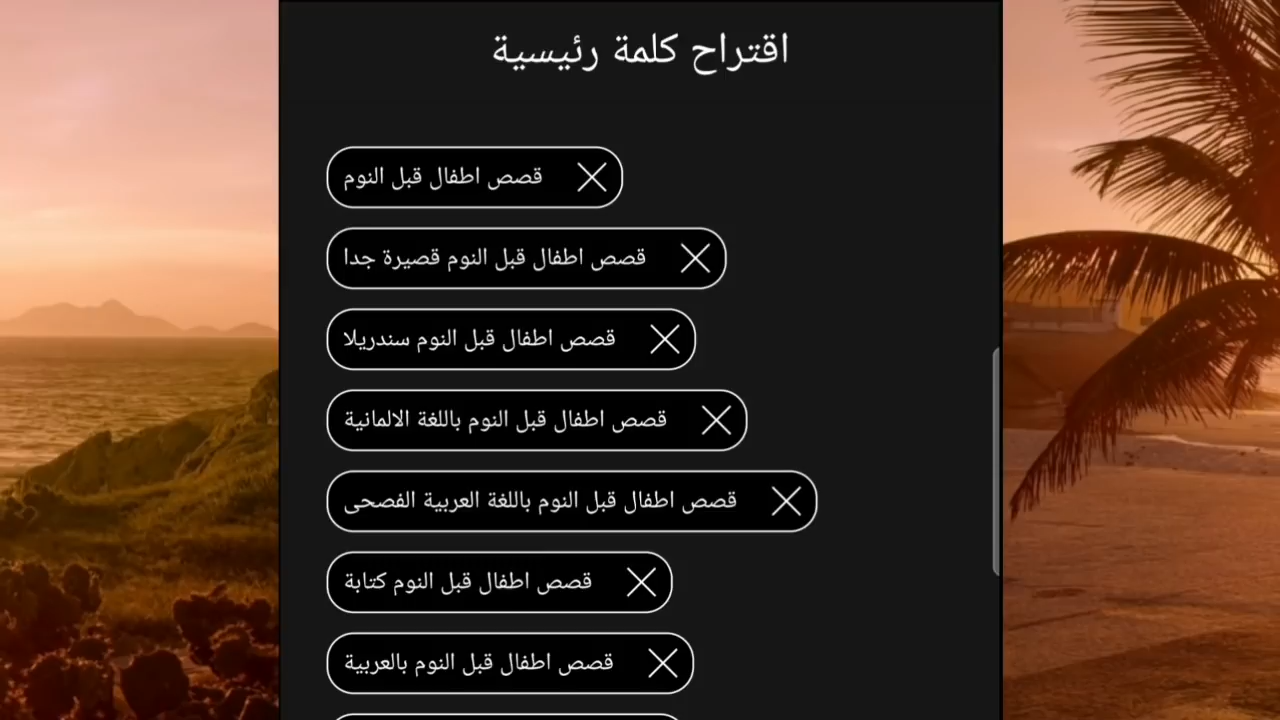 اقتراح كلمة رئيسية
قصص اطفال قبل النوم
قصص اطفال قبل النوم قصيرة جدا
قصص اطفال قبل النوم سندريلا
قصص اطفال قبل النوم باللغة الالمانية
قصص اطفال قبل النوم باللغة العربية الفصحى
قصص اطفال قبل النوم كتابة
قصص اطفال قبل النوم بالعربية